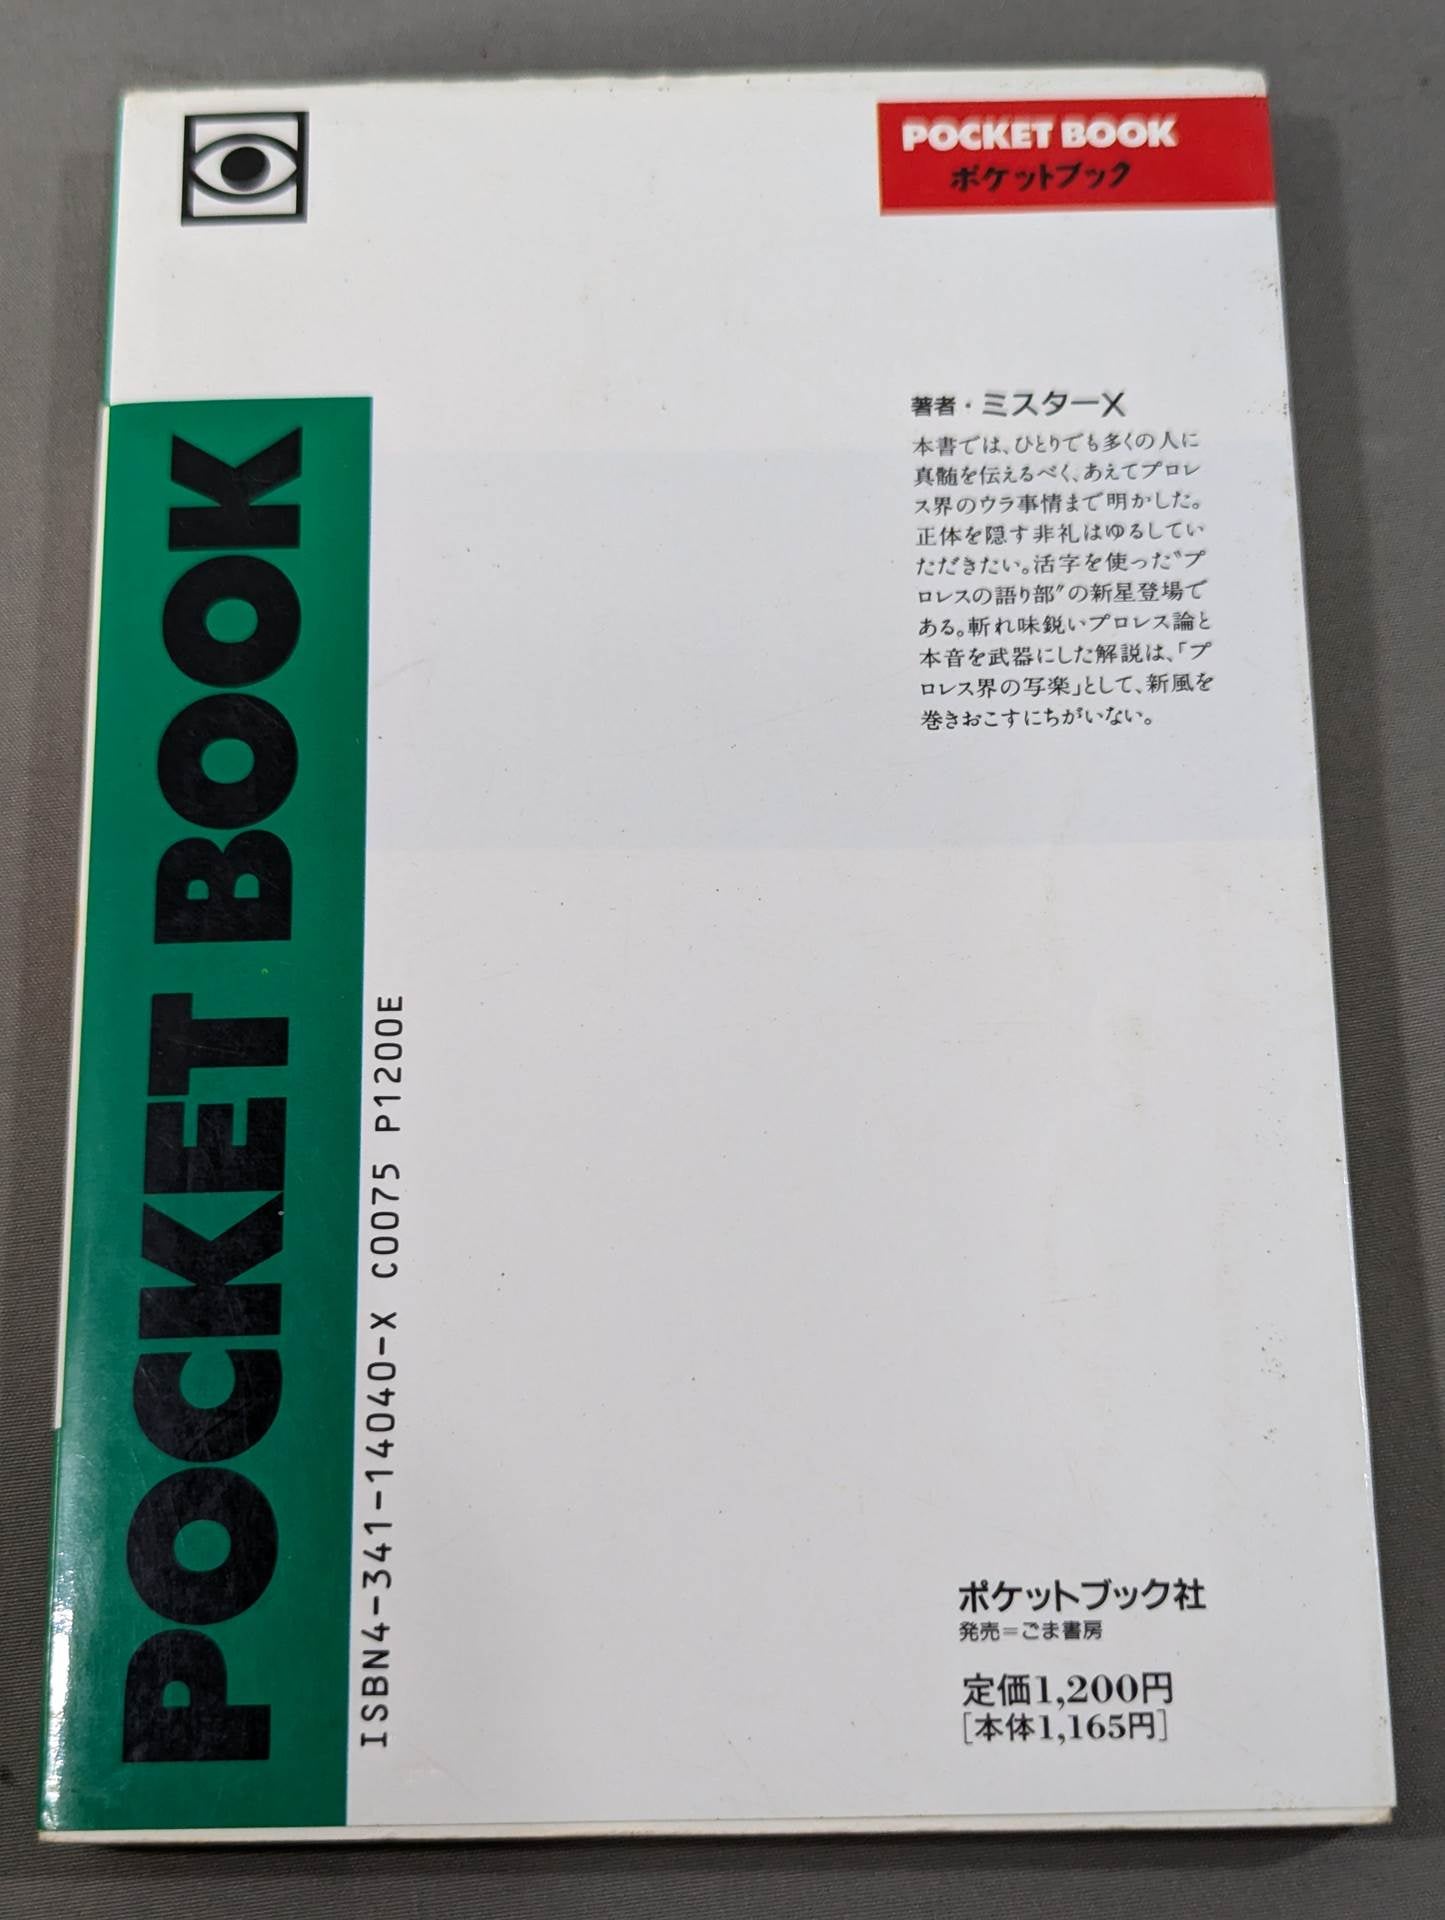 POCKET BOOK
ポケットブック
著者・ミスターX
本書では、ひとりでも多くの人に
真髄を伝えるべく、あえてプロレ
ス界のウラ事情まで明かした。
正体を隠す非礼はゆるしてい
ただきたい。活字を使った〝プ
ロレスの語り部〟の新星登場で
ある。斬れ味鋭いプロレス論と
本音を武器にした解説は、「プ
ロレス界の写楽」として、新風を
巻きおこすにちがいない。
POCKET BOOK
ISBN4-341-14040-X C0075 P1200E
ポケットブック社
発売=ごま書房
定価1,200円
[本体1,165円]